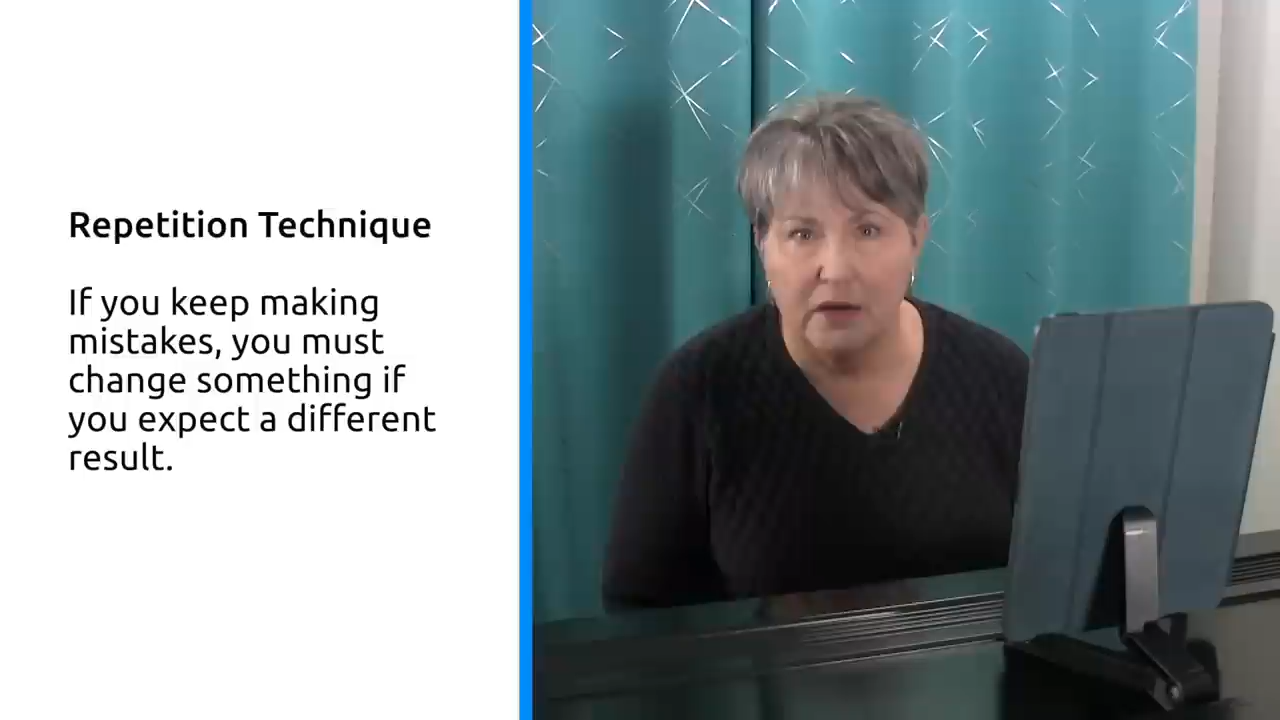 Repetition Technique
If you keep making
mistakes, you must
change something if
you expect a different
result.